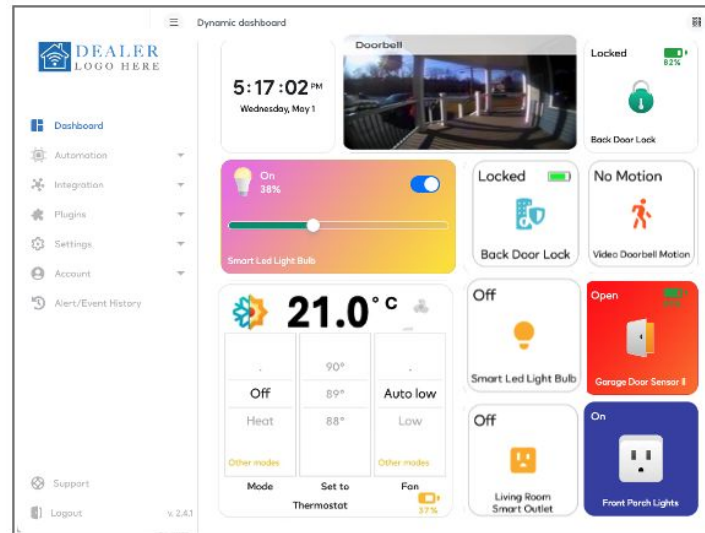 Dynamic dashboard
DEALER
LOGO HERE
Dashboard
Automation
Integration
Plugins
Settings
Account
Alert/Event History
Support
Logout
v. 2.4.1
5:17:02 PM
Wednesday, May 1
Doorbell
Locked
82%
Back Door Lock
On
38%
Smart Led Light Bulb
Locked
Back Door Lock
No Motion
Video Doorbell Motion
21.0°C
Off
Heat
Other modes
Mode
90°
89°
88°
Set to
Auto low
Low
Other modes
Fan
Thermostat
37%
Off
Smart Led Light Bulb
Open
Garage Door Sensor II
Off
Living Room
Smart Outlet
On
Front Porch Lights